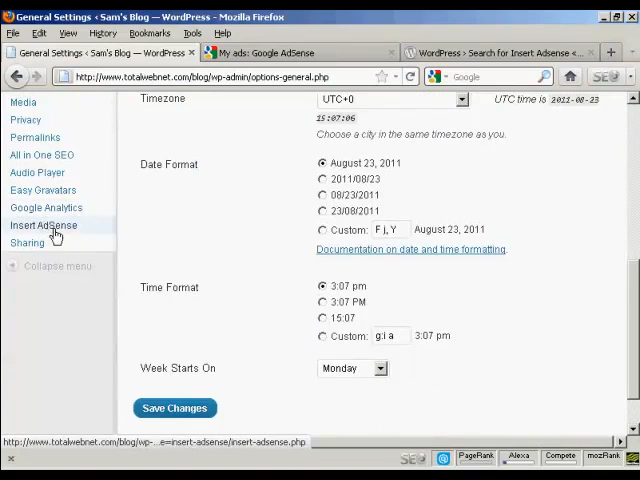 General Settings ‹ Sam's Blog — WordPress - Mozilla Firefox
File Edit View History Bookmarks Tools Help
General Settings ‹ Sam's Blog — WordPress × My ads: Google AdSense × WordPress › Search for Insert Adsense «... × +
http://www.totalwebnet.com/blog/wp-admin/options-general.php Google SE
Media
Privacy
Permalinks
All in One SEO
Audio Player
Easy Gravatars
Google Analytics
Insert AdSense
Sharing
Collapse menu
Timezone
UTC+0
UTC time is 2011-08-23
15:07:06
Choose a city in the same timezone as you.
Date Format
August 23, 2011
2011/08/23
08/23/2011
23/08/2011
Custom: F j, Y August 23, 2011
Documentation on date and time formatting.
Time Format
3:07 pm
3:07 PM
15:07
Custom: g:i a 3:07 pm
Week Starts On
Monday
Save Changes
http://www.totalwebnet.com/blog/wp-...e=insert-adsense/insert-adsense.php
SE PageRank Alexa Compete mozRank